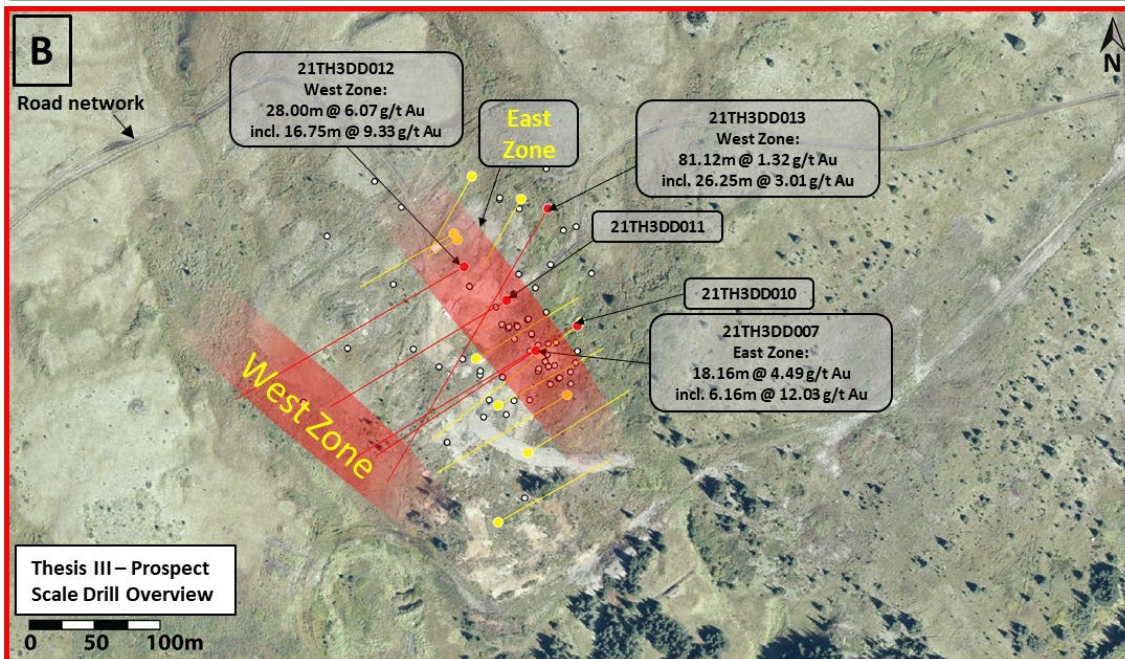 B
N
Road network
21TH3DD012
West Zone:
28.00m @ 6.07 g/t Au
incl. 16.75m @ 9.33 g/t Au
East
Zone
21TH3DD013
West Zone:
81.12m @ 1.32 g/t Au
incl. 26.25m @ 3.01 g/t Au
21TH3DD011
21TH3DD010
21TH3DD007
East Zone:
18.16m @ 4.49 g/t Au
incl. 6.16m @ 12.03 g/t Au
West Zone
Thesis III – Prospect
Scale Drill Overview
0 50 100m